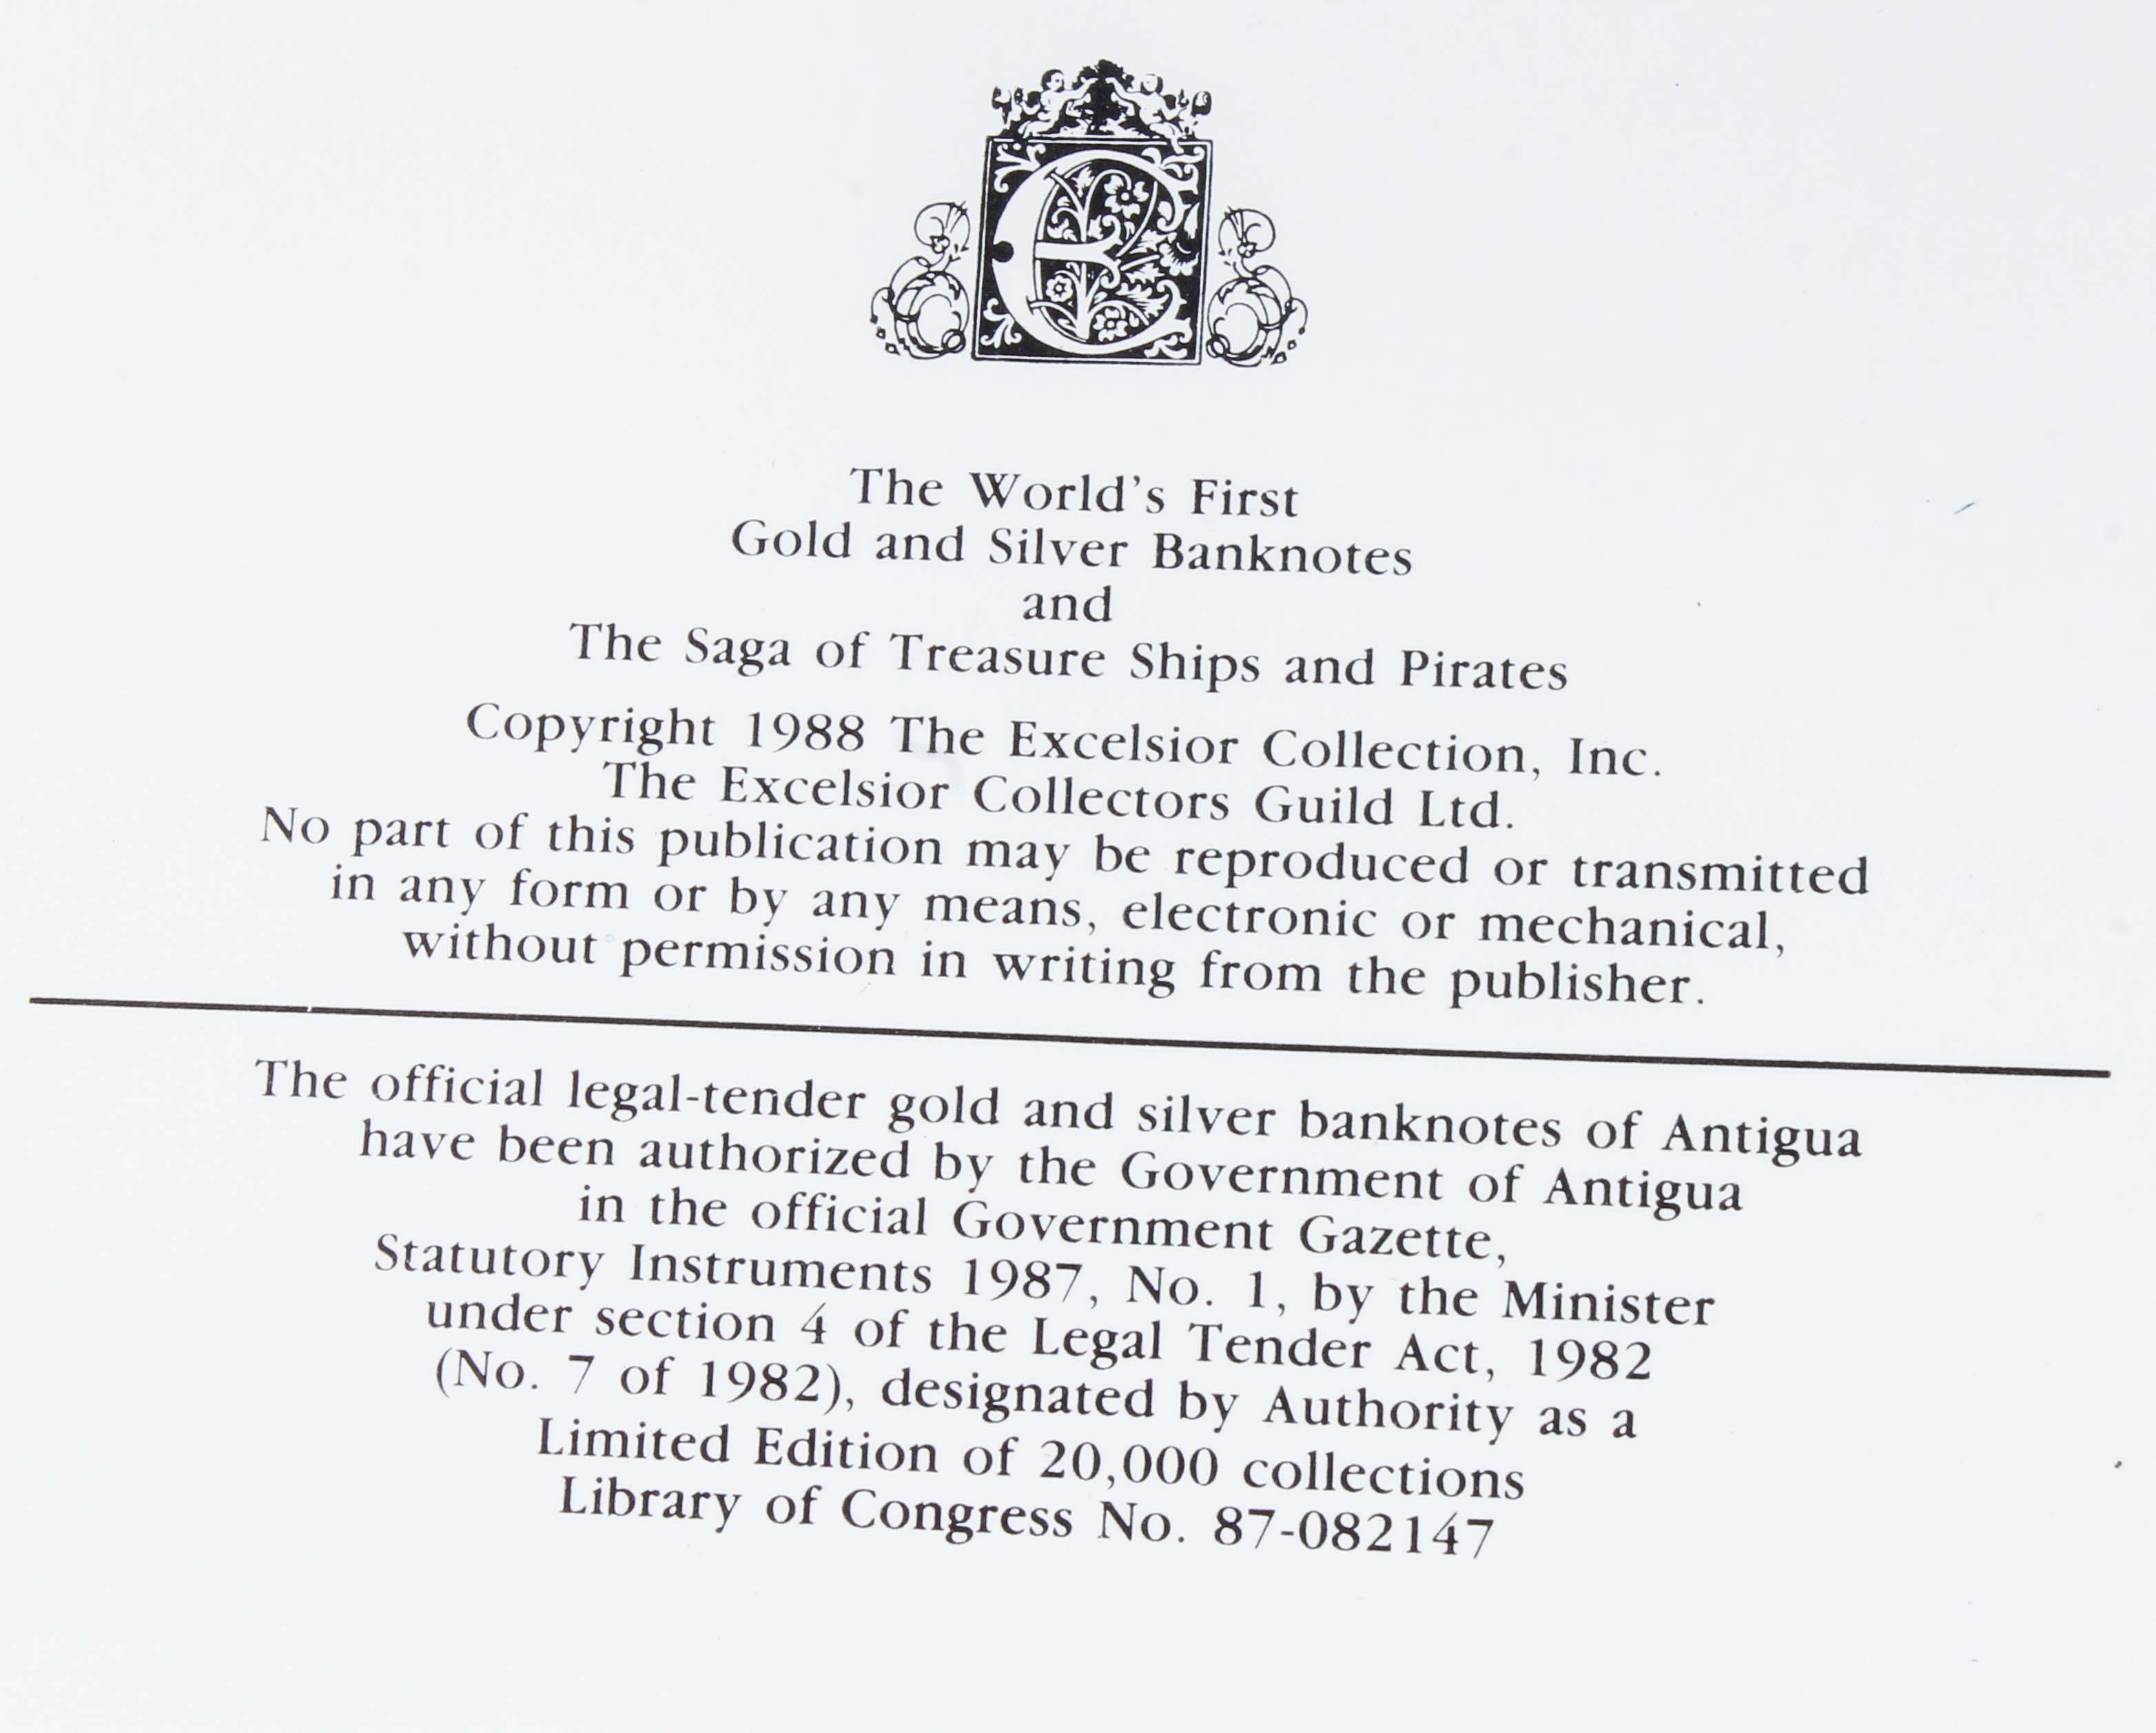 E
The World's First
Gold and Silver Banknotes
and
The Saga of Treasure Ships and Pirates
Copyright 1988 The Excelsior Collection, Inc.
The Excelsior Collectors Guild Ltd.
No part of this publication may be reproduced or transmitted
in any form or by any means, electronic or mechanical,
without permission in writing from the publisher.
The official legal-tender gold and silver banknotes of Antigua
have been authorized by the Government of Antigua
in the official Government Gazette,
Statutory Instruments 1987, No. 1, by the Minister
under section 4 of the Legal Tender Act, 1982
(No. 7 of 1982), designated by Authority as a
Limited Edition of 20,000 collections
Library of Congress No. 87-082147